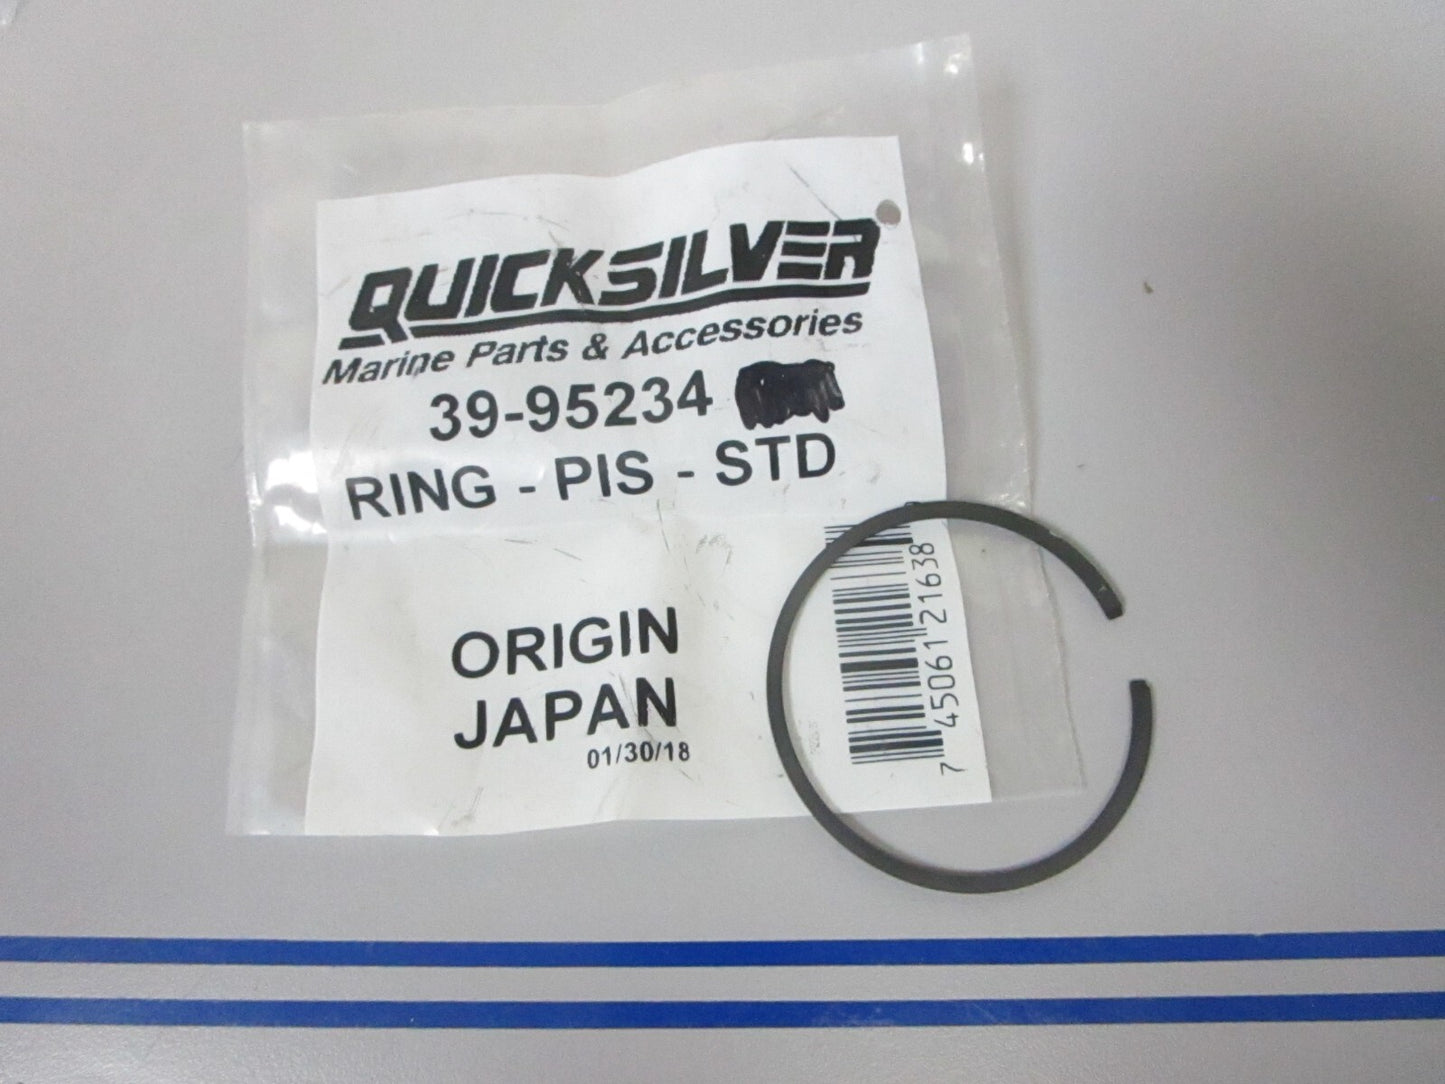 QUICKSILVER
Marine Parts & Accessories
39-95234
RING - PIS - STD
ORIGIN
JAPAN
01/30/18
7 45061 21638